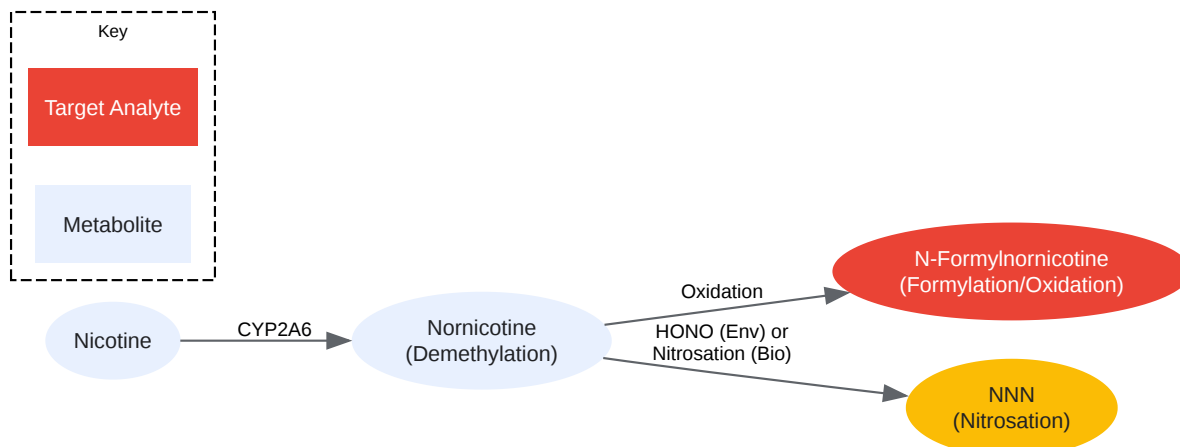 Key
Target Analyte
Metabolite
Nicotine
CYP2A6
Nornicotine
(Demethylation)
Oxidation
HONO (Env) or
Nitrosation (Bio)
N-Formylnornicotine
(Formylation/Oxidation)
NNN
(Nitrosation)